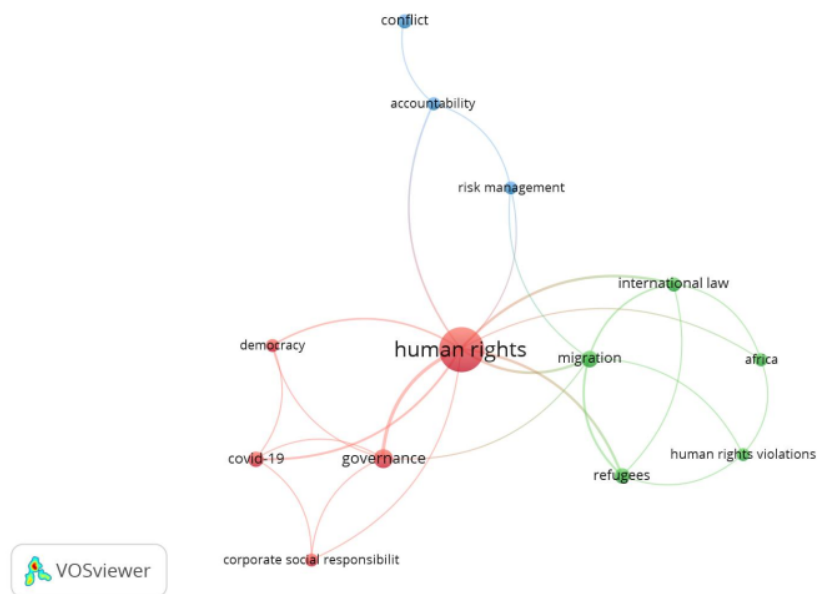 conflict
accountability
risk management
international law
democracy
human rights
migration
africa
covid-19
governance
human rights violations
refugees
corporate social responsibilit
VOSviewer